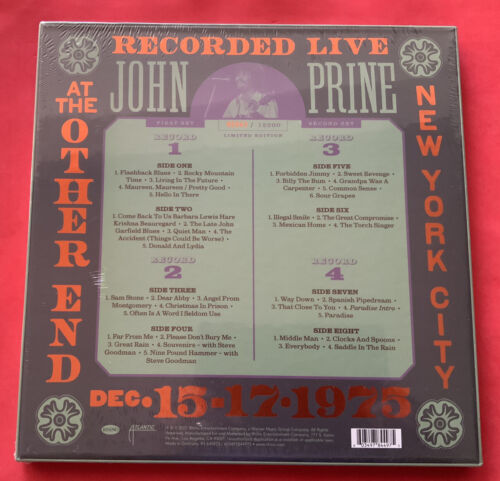 RECORDED LIVE
AT THE OTHER END
NEW YORK CITY
JOHN PRINE
FIRST SET
SECOND SET
/ 10200
LIMITED EDITION
RECORD
1
SIDE ONE
1. Flashback Blues • 2. Rocky Mountain
Time • 3. Living In The Future •
4. Maureen, Maureen / Pretty Good •
5. Hello In There
SIDE TWO
1. Come Back To Us Barbara Lewis Hare
Krishna Beauregard • 2. The Late John
Garfield Blues • 3. Quiet Man • 4. The
Accident (Things Could Be Worse) •
5. Donald And Lydia
RECORD
2
SIDE THREE
1. Sam Stone • 2. Dear Abby • 3. Angel From
Montgomery • 4. Christmas In Prison •
5. Often Is A Word I Seldom Use
SIDE FOUR
1. Far From Me • 2. Please Don't Bury Me •
3. Great Rain • 4. Souvenirs - with Steve
Goodman • 5. Nine Pound Hammer - with
Steve Goodman
RECORD
3
SIDE FIVE
1. Forbidden Jimmy • 2. Sweet Revenge •
3. Billy The Bum • 4. Grandpa Was A
Carpenter • 5. Common Sense •
6. Sour Grapes
SIDE SIX
1. Illegal Smile • 2. The Great Compromise •
3. Mexican Home • 4. The Torch Singer
RECORD
4
SIDE SEVEN
1. Way Down • 2. Spanish Pipedream •
3. That Close To You • 4. Paradise Intro •
5. Paradise
SIDE EIGHT
1. Middle Man • 2. Clocks And Spoons •
3. Everybody • 4. Saddle In The Rain
DEC. 15-17-1975
RHINO
ATLANTIC